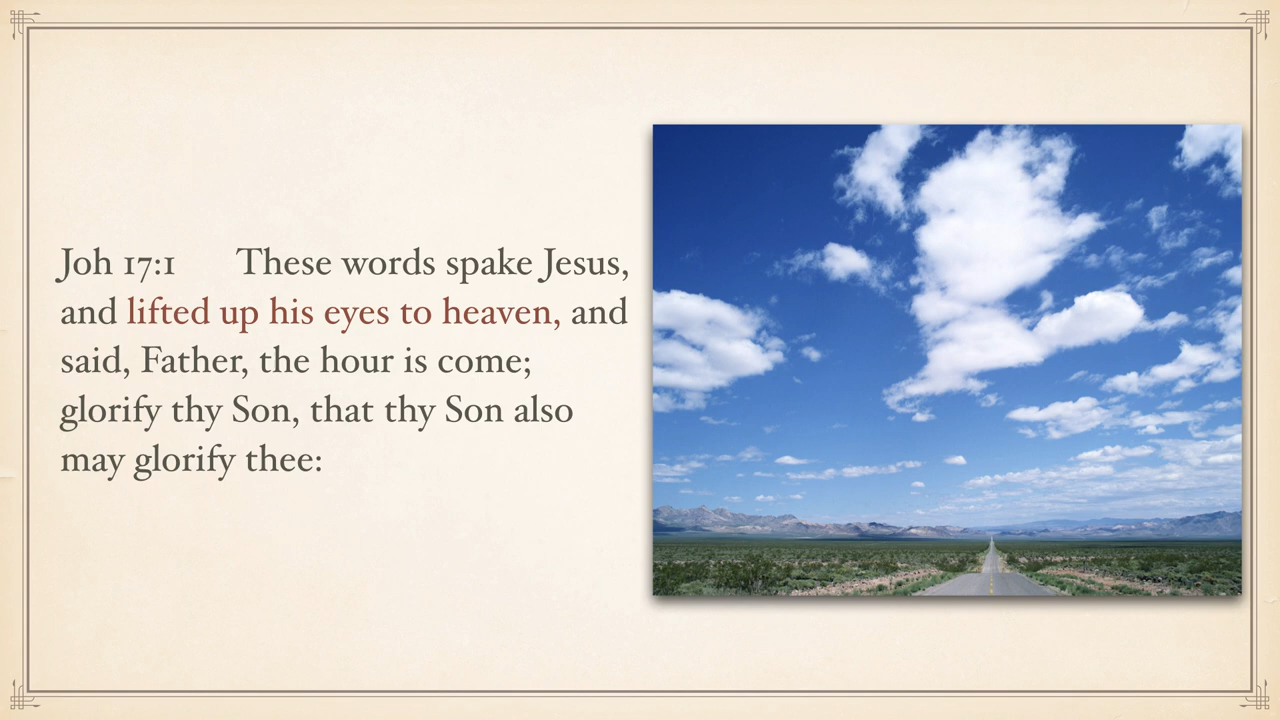 Joh 17:1 These words spake Jesus,
and lifted up his eyes to heaven, and
said, Father, the hour is come;
glorify thy Son, that thy Son also
may glorify thee: